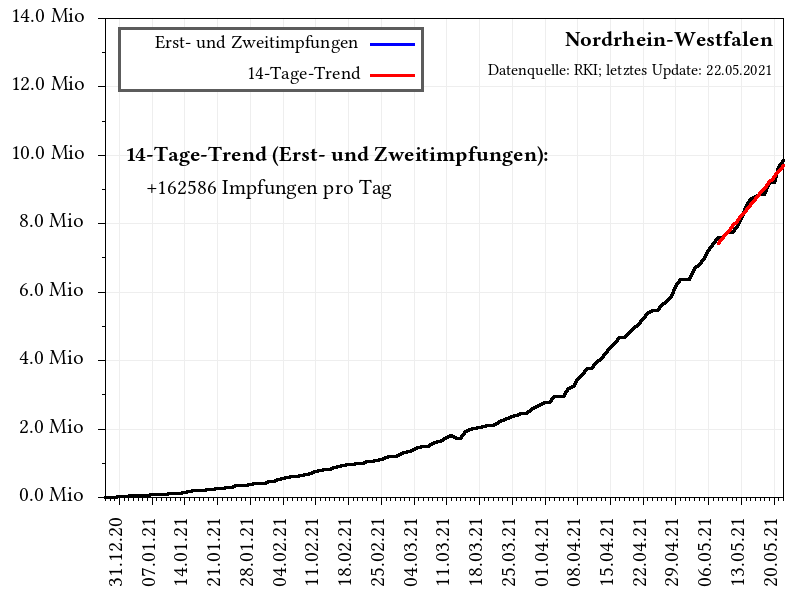 14.0 Mio
12.0 Mio
10.0 Mio
8.0 Mio
6.0 Mio
4.0 Mio
2.0 Mio
0.0 Mio
Erst- und Zweitimpfungen
14-Tage-Trend
Nordrhein-Westfalen
Datenquelle: RKI; letztes Update: 22.05.2021
14-Tage-Trend (Erst- und Zweitimpfungen):
+162586 Impfungen pro Tag
31.12.20
07.01.21
14.01.21
21.01.21
28.01.21
04.02.21
11.02.21
18.02.21
25.02.21
04.03.21
11.03.21
18.03.21
25.03.21
01.04.21
08.04.21
15.04.21
22.04.21
29.04.21
06.05.21
13.05.21
20.05.21